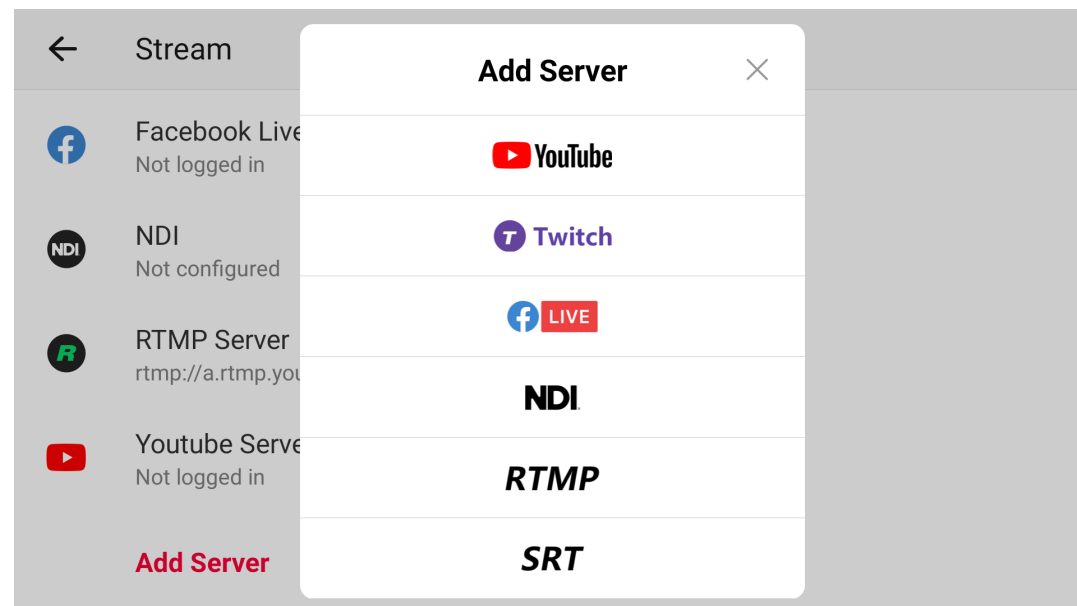 Stream
Facebook Live
Not logged in
NDI
NDI
Not configured
R
RTMP Server
rtmp://a.rtmp.you
Youtube Serve
Not logged in
Add Server
Add Server
YouTube
T Twitch
f LIVE
NDI
RTMP
SRT